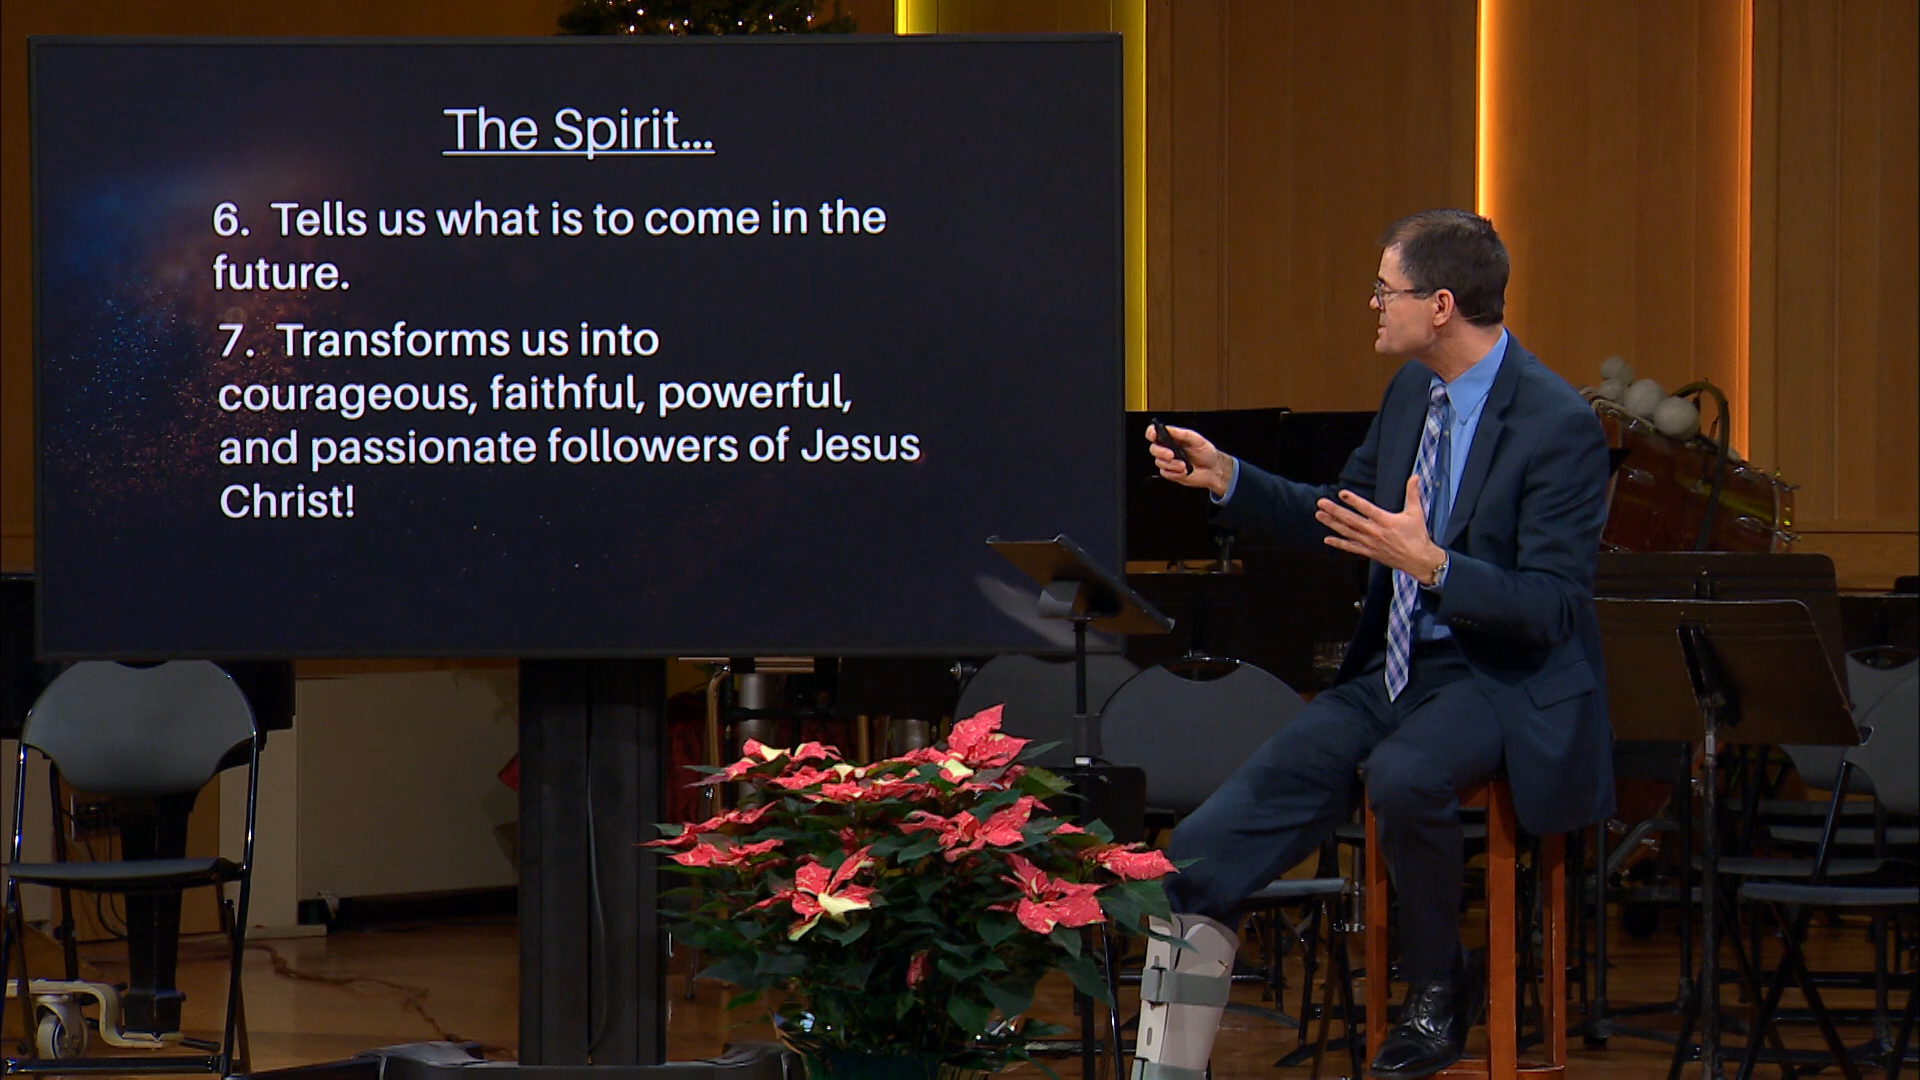 The Spirit...
6. Tells us what is to come in the
future.
7. Transforms us into
courageous, faithful, powerful,
and passionate followers of Jesus
Christ!